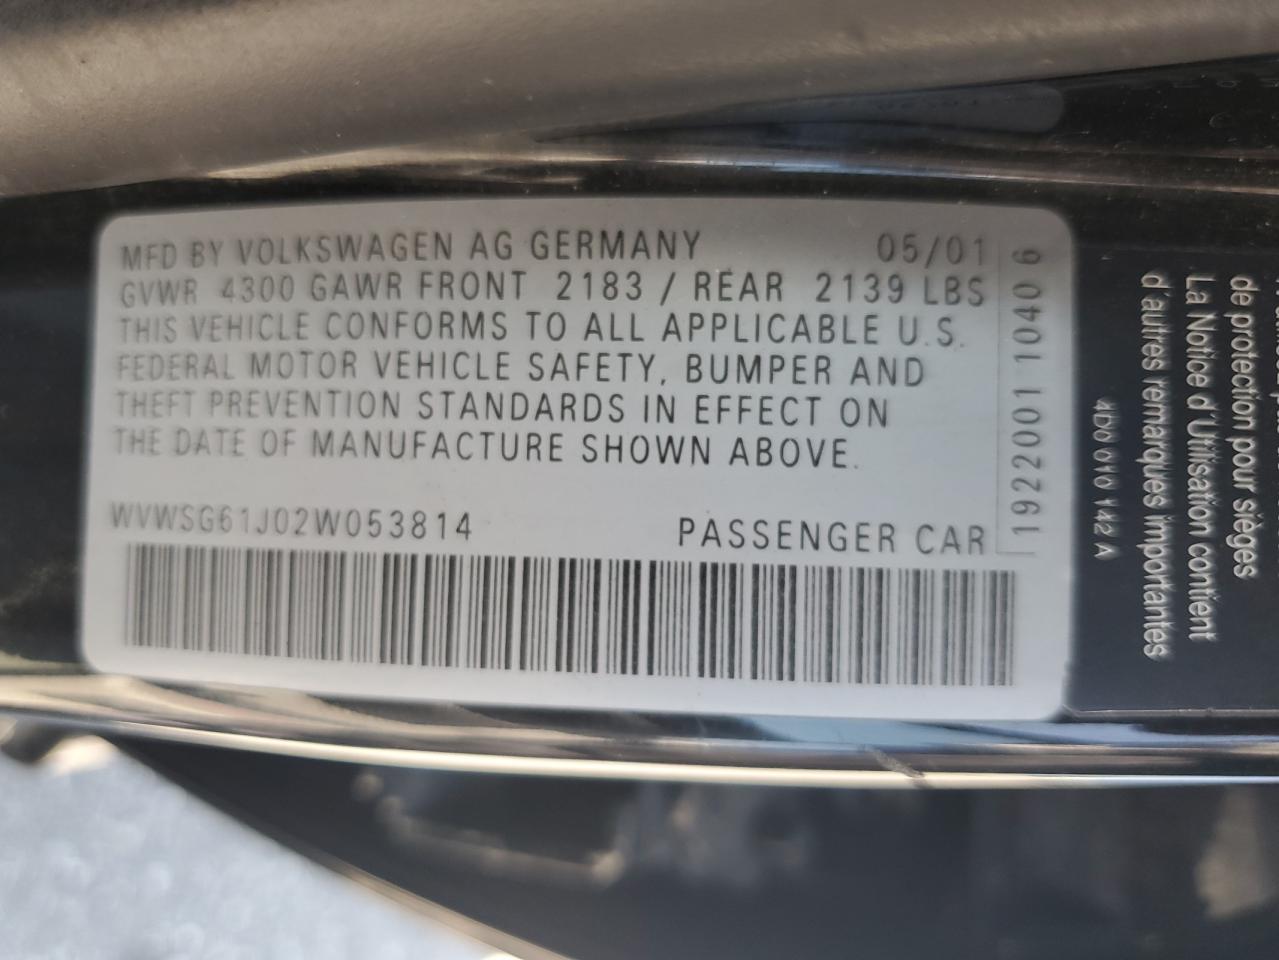 MFD BY VOLKSWAGEN AG GERMANY 05/01
GVWR 4300 GAWR FRONT 2183 / REAR 2139 LBS
THIS VEHICLE CONFORMS TO ALL APPLICABLE U.S.
FEDERAL MOTOR VEHICLE SAFETY, BUMPER AND
THEFT PREVENTION STANDARDS IN EFFECT ON
THE DATE OF MANUFACTURE SHOWN ABOVE.
WVWSG61J02W053814 PASSENGER CAR
1922001 10406
de protection pour sièges
La Notice d'Utilisation contient
d'autres remarques importantes
4D0 010 142 A